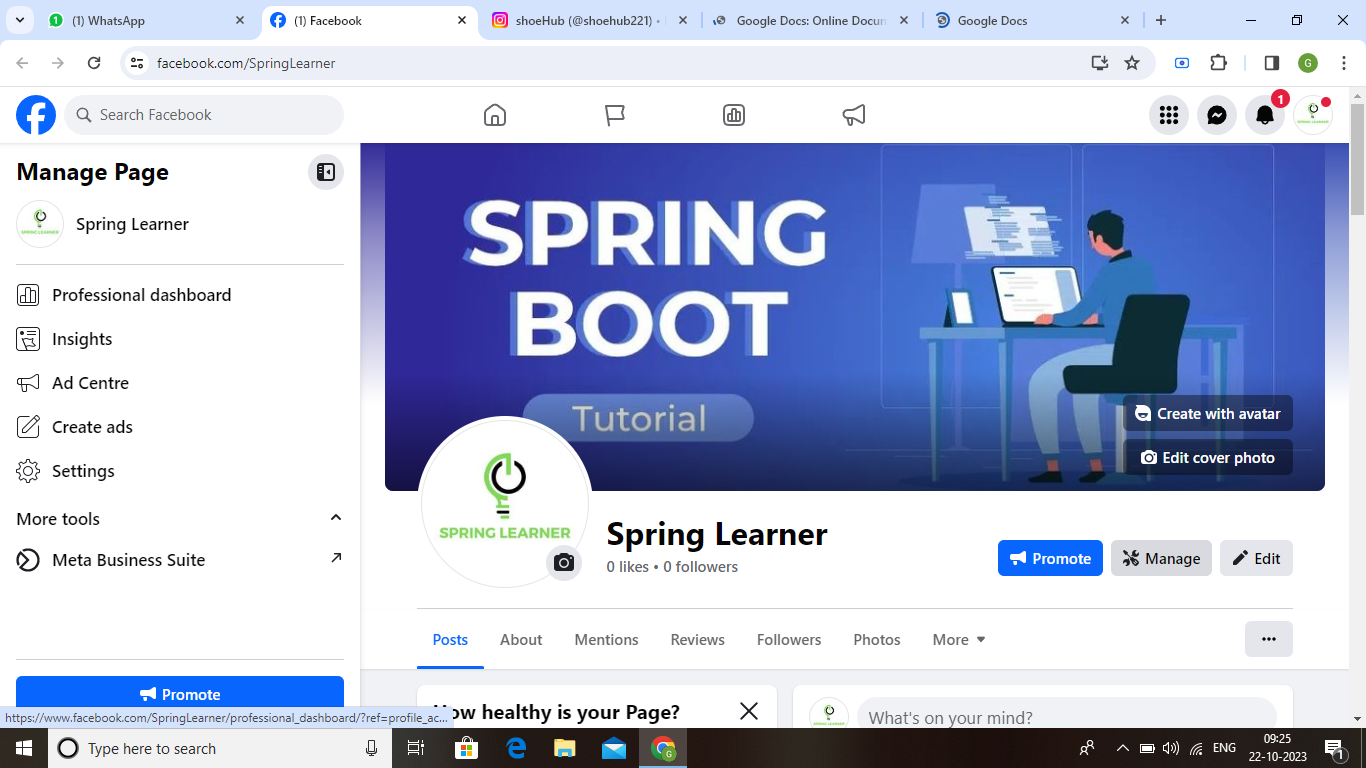 (1) WhatsApp
(1) Facebook
shoeHub (@shoehub221) •
Google Docs: Online Docum
Google Docs
facebook.com/SpringLearner
G
Search Facebook
1
Manage Page
Spring Learner
Professional dashboard
Insights
Ad Centre
Create ads
Settings
More tools
Meta Business Suite
Promote
https://www.facebook.com/SpringLearner/professional_dashboard/?ref=profile_ac...
SPRING
BOOT
Tutorial
Create with avatar
Edit cover photo
SPRING LEARNER
Spring Learner
0 likes • 0 followers
Promote
Manage
Edit
Posts
About
Mentions
Reviews
Followers
Photos
More
How healthy is your Page?
What's on your mind?
Type here to search
ENG
09:25
22-10-2023
1